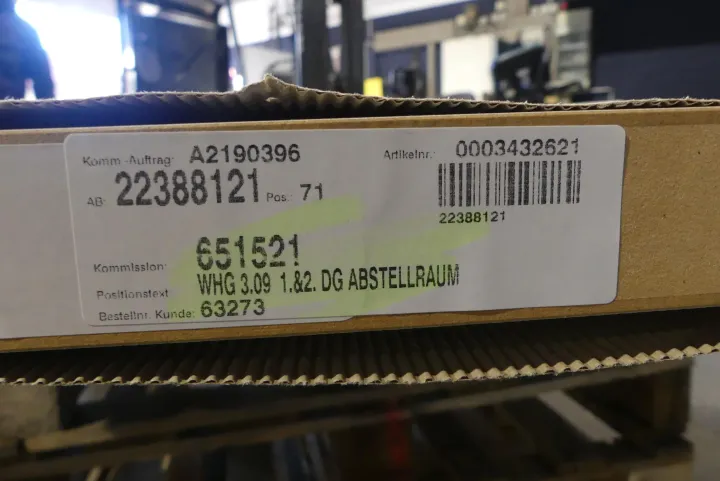 Komm.-Auftrag: A2190396
Artikelnr.: 0003432621
AB: 22388121 Pos.: 71
22388121
Kommission: 651521
Positionstext WHG 3.09 1.&2. DG ABSTELLRAUM
Bestellnr. Kunde: 63273